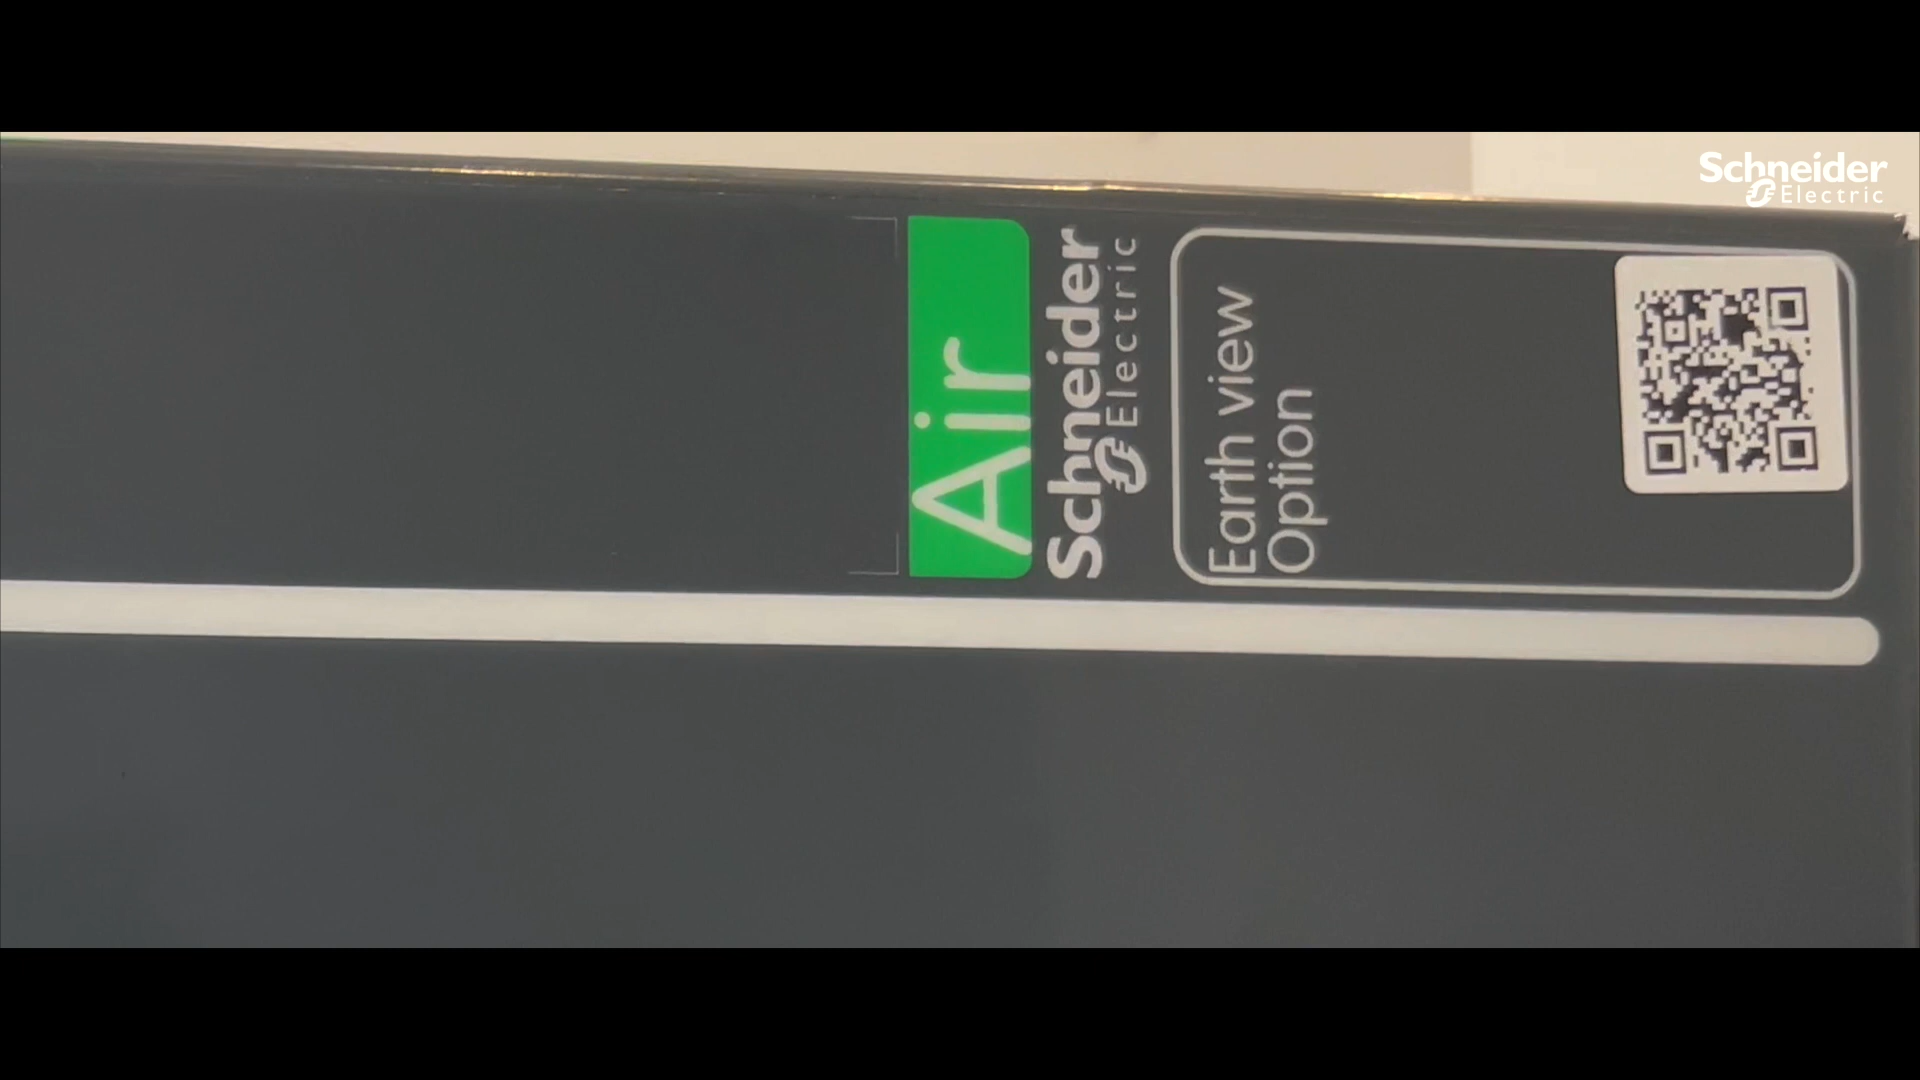 Schneider
Electric
Air
Schneider
Electric
Earth view
Option